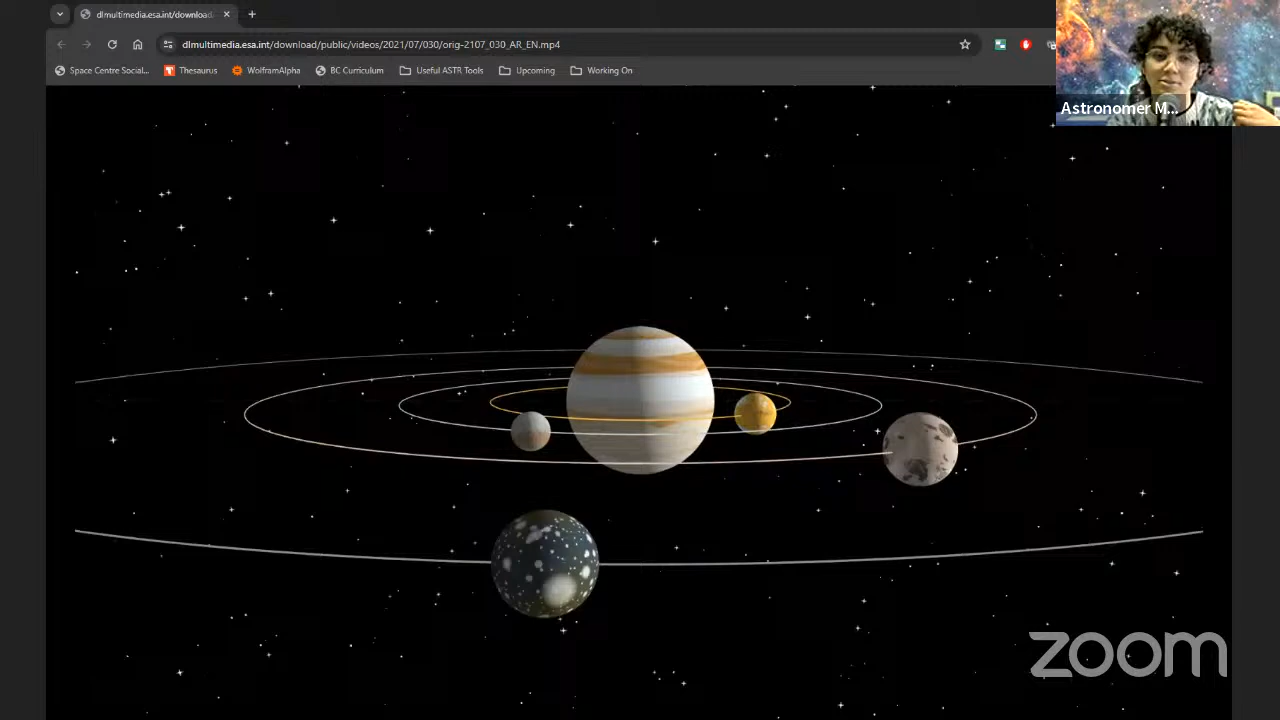 dlmultimedia.esa.int/download
dlmultimedia.esa.int/download/public/videos/2021/07/030/orig-2107_030_AR_EN.mp4
Space Centre Social... Thesaurus WolframAlpha BC Curriculum Useful ASTR Tools Upcoming Working On
Astronomer M...
zoom